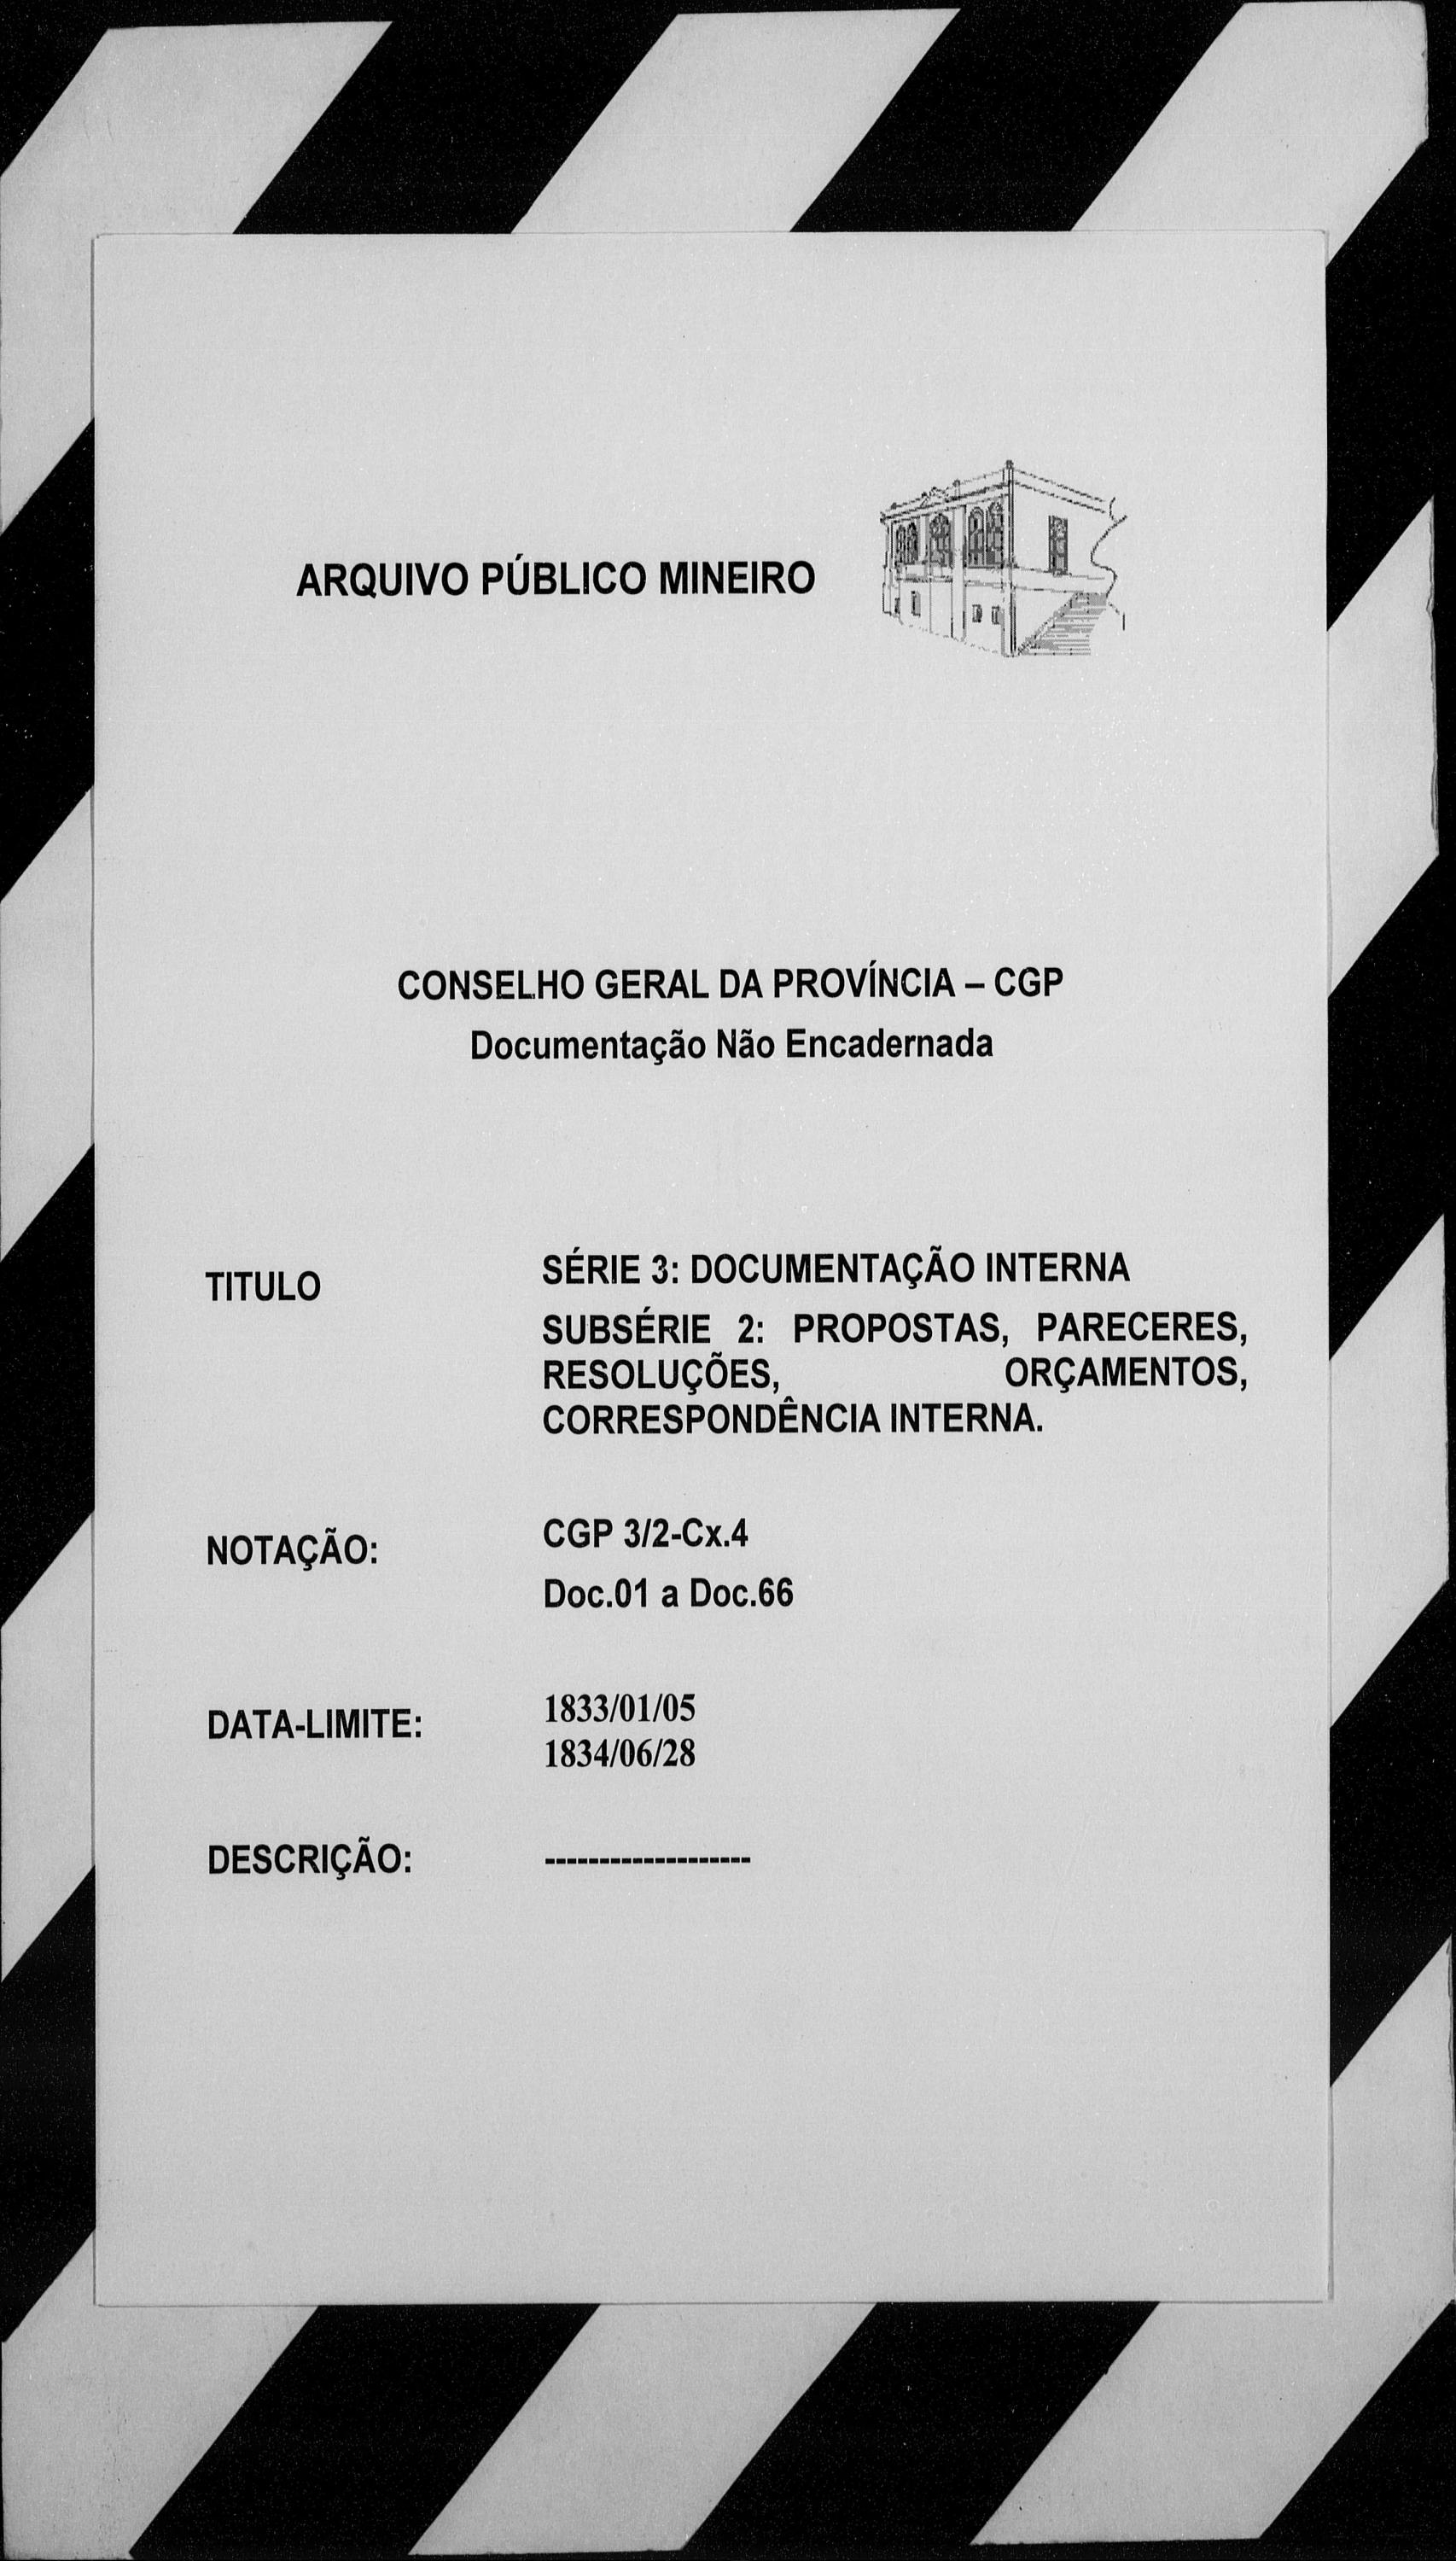 ARQUIVO PÚBLICO MINEIRO
CONSELHO GERAL DA PROVÍNCIA – CGP
Documentação Não Encadernada
TITULO
SÉRIE 3: DOCUMENTAÇÃO INTERNA
SUBSÉRIE 2: PROPOSTAS, PARECERES,
RESOLUÇÕES, ORÇAMENTOS,
CORRESPONDÊNCIA INTERNA.
NOTAÇÃO:
CGP 3/2-Cx.4
Doc.01 a Doc.66
DATA-LIMITE:
1833/01/05
1834/06/28
DESCRIÇÃO:
-------------------